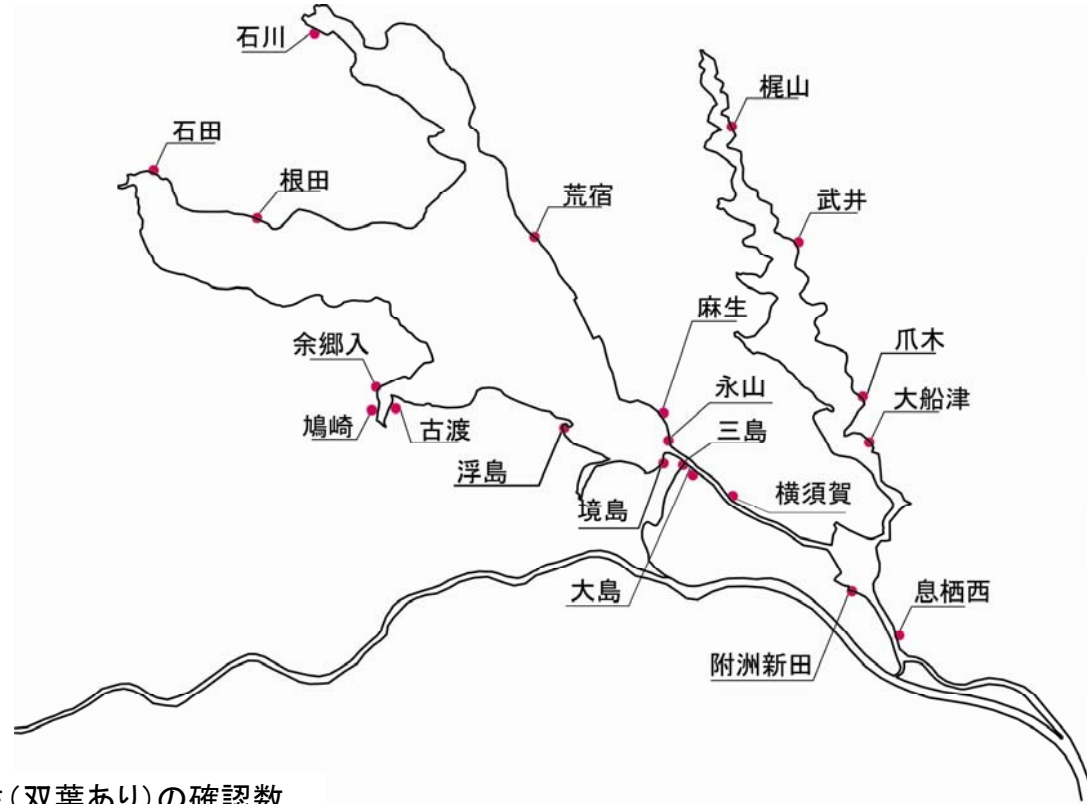 石川
梶山
石田
根田
荒宿
武井
麻生
余郷入
爪木
永山
大船津
鳩崎
古渡
三島
浮島
境島
横須賀
大島
息栖西
附洲新田
(双葉あり)の確認数